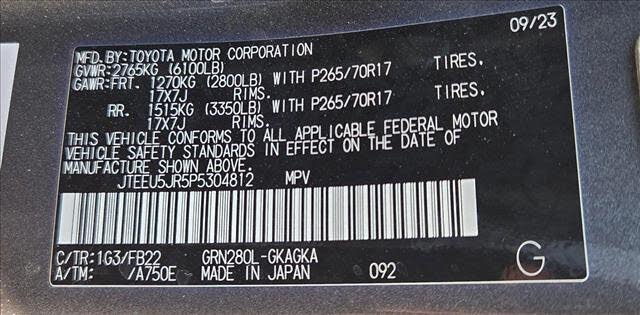 09/23
MFD.BY:TOYOTA MOTOR CORPORATION
GVWR:2765KG (6100LB)
GAWR:FRT. 1270KG (2800LB) WITH P265/70R17 TIRES.
17X7J RIMS.
RR. 1515KG (3350LB) WITH P265/70R17 TIRES,
17X7J RIMS.
THIS VEHICLE CONFORMS TO ALL APPLICABLE FEDERAL MOTOR
VEHICLE SAFETY STANDARDS IN EFFECT ON THE DATE OF
MANUFACTURE SHOWN ABOVE.
JTEEU5JR5P5304812 MPV
C/TR:1G3/FB22 GRN280L-GKAGKA
A/TM: /A750E MADE IN JAPAN 092 G